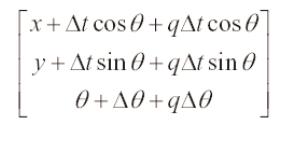 x + Δt cos θ + qΔt cos θ
y + Δt sin θ + qΔt sin θ
θ + Δθ + qΔθ